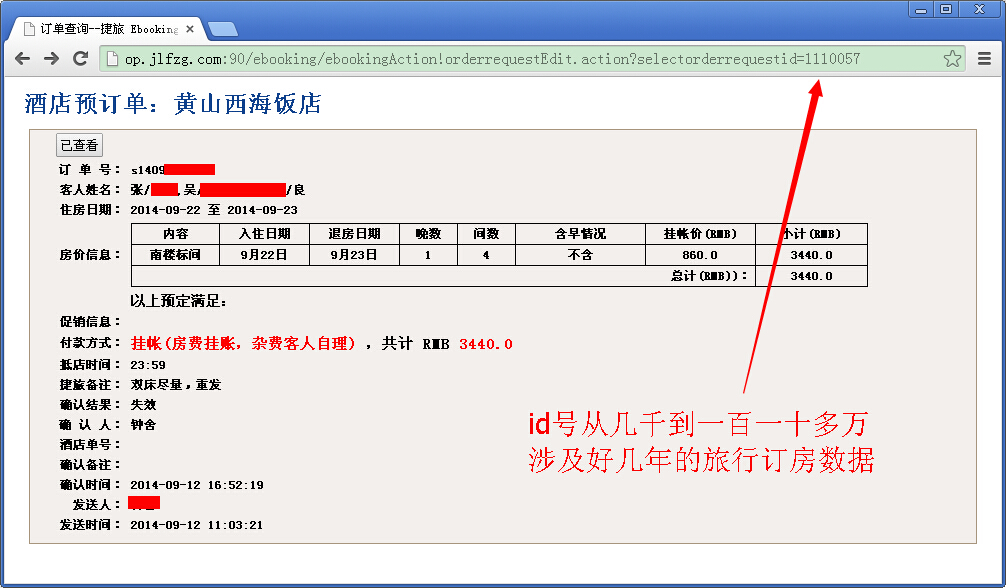 订单查询--捷旅 Ebooking
op.jlfzg.com:90/ebooking/ebookingAction!orderrequestEdit.action?selectorderrequestid=1110057
酒店预订单：黄山西海饭店
已查看
订 单 号： s1409
客人姓名： 张/ ,吴/ /良
住房日期： 2014-09-22 至 2014-09-23
内容 入住日期 退房日期 晚数 间数 含早情况 挂帐价(RMB) 小计(RMB)
房价信息： 南楼标间 9月22日 9月23日 1 4 不含 860.0 3440.0
总计(RMB))： 3440.0
以上预定满足：
促销信息：
付款方式： 挂帐(房费挂账，杂费客人自理) ，共计 RMB 3440.0
抵店时间： 23:59
捷旅备注： 双床尽量，重发
确认结果： 失效
确 认 人： 钟舍
酒店单号：
确认备注：
确认时间： 2014-09-12 16:52:19
发送人：
发送时间： 2014-09-12 11:03:21
id号从几千到一百一十多万
涉及好几年的旅行订房数据